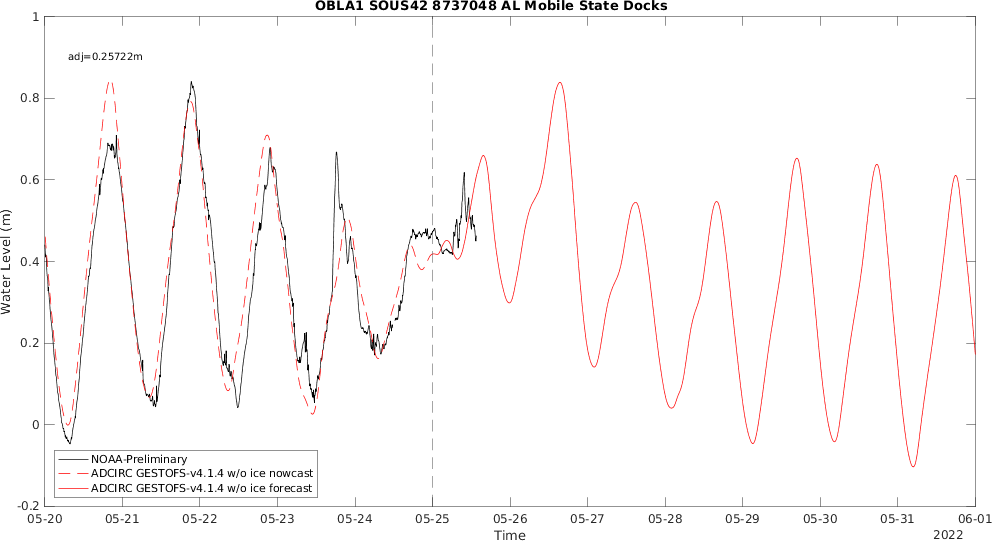 OBLA1 SOUS42 8737048 AL Mobile State Docks
adj=0.25722m
1
0.8
0.6
0.4
0.2
0
-0.2
Water Level (m)
NOAA-Preliminary
ADCIRC GESTOFS-v4.1.4 w/o ice nowcast
ADCIRC GESTOFS-v4.1.4 w/o ice forecast
05-20 05-21 05-22 05-23 05-24 05-25 05-26 05-27 05-28 05-29 05-30 05-31 06-01
Time
2022